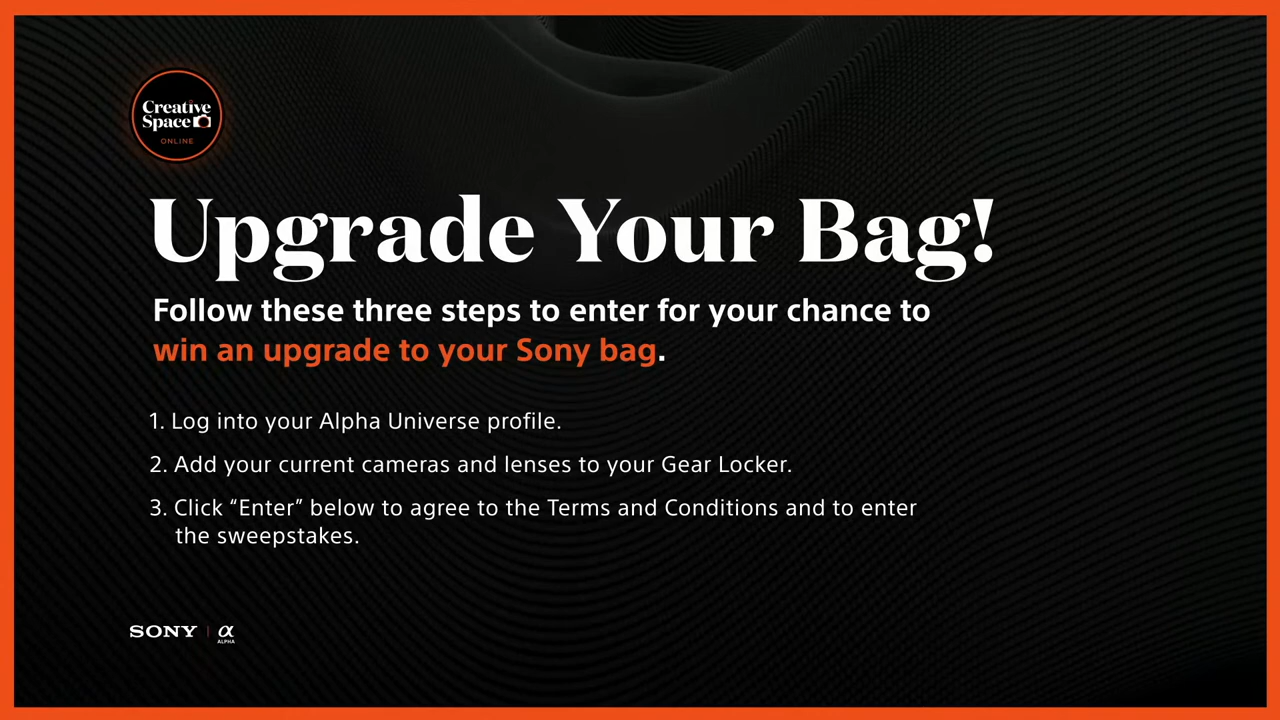 Creative
Space
ONLINE
Upgrade Your Bag!
Follow these three steps to enter for your chance to
win an upgrade to your Sony bag.
1. Log into your Alpha Universe profile.
2. Add your current cameras and lenses to your Gear Locker.
3. Click “Enter” below to agree to the Terms and Conditions and to enter
the sweepstakes.
SONY | α
ALPHA